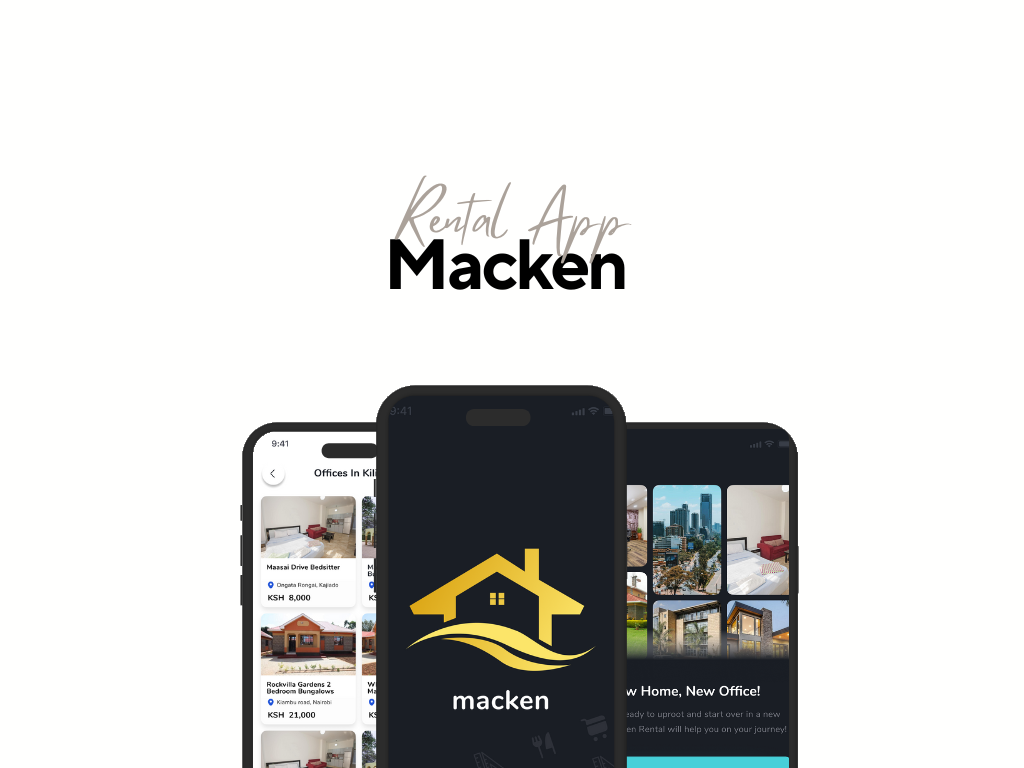 Rental App
Macken
9:41
Offices In Kili
Maasai Drive Bedsitter
Ongata Rongai, Kajiado
KSH 8,000
Rockvilla Gardens 2
Bedroom Bungalows
Kiambu road, Nairobi
KSH 21,000
9:41
macken
w Home, New Office!
eady to uproot and start over in a new
en Rental will help you on your journey!